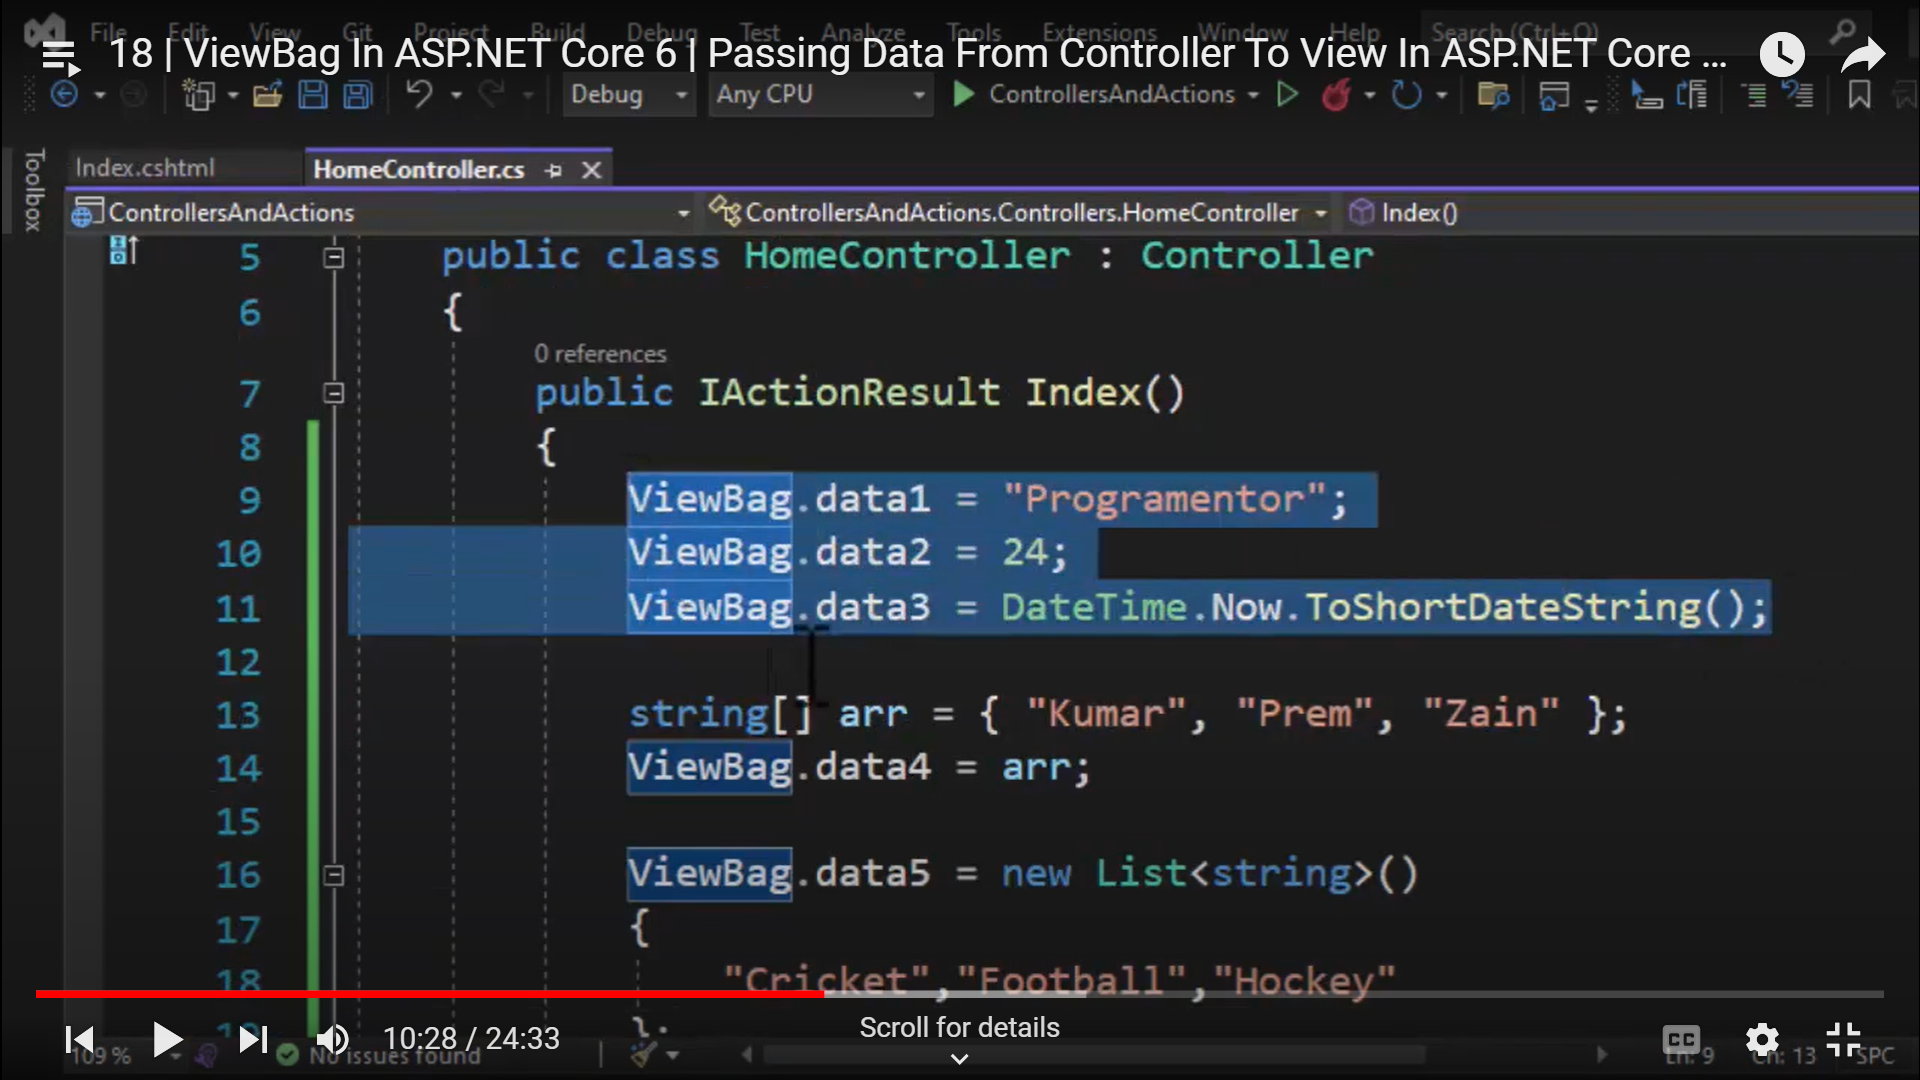 File Edit View Git Project Build Debug Test Analyze Tools Extensions Window Help Search (Ctrl+Q)
18 | ViewBag In ASP.NET Core 6 | Passing Data From Controller To View In ASP.NET Core ...
Debug Any CPU ControllersAndActions
Toolbox
Index.cshtml HomeController.cs
ControllersAndActions ControllersAndActions.Controllers.HomeController Index()
5 public class HomeController : Controller
6 {
0 references
7 public IActionResult Index()
8 {
9 ViewBag.data1 = "Programentor";
10 ViewBag.data2 = 24;
11 ViewBag.data3 = DateTime.Now.ToShortDateString();
12
13 string[] arr = { "Kumar", "Prem", "Zain" };
14 ViewBag.data4 = arr;
15
16 ViewBag.data5 = new List<string>()
17 {
18 "Cricket","Football","Hockey"
19 };
10:28 / 24:33 Scroll for details CC
109 % No issues found Ln: 9 Ch: 13 SPC